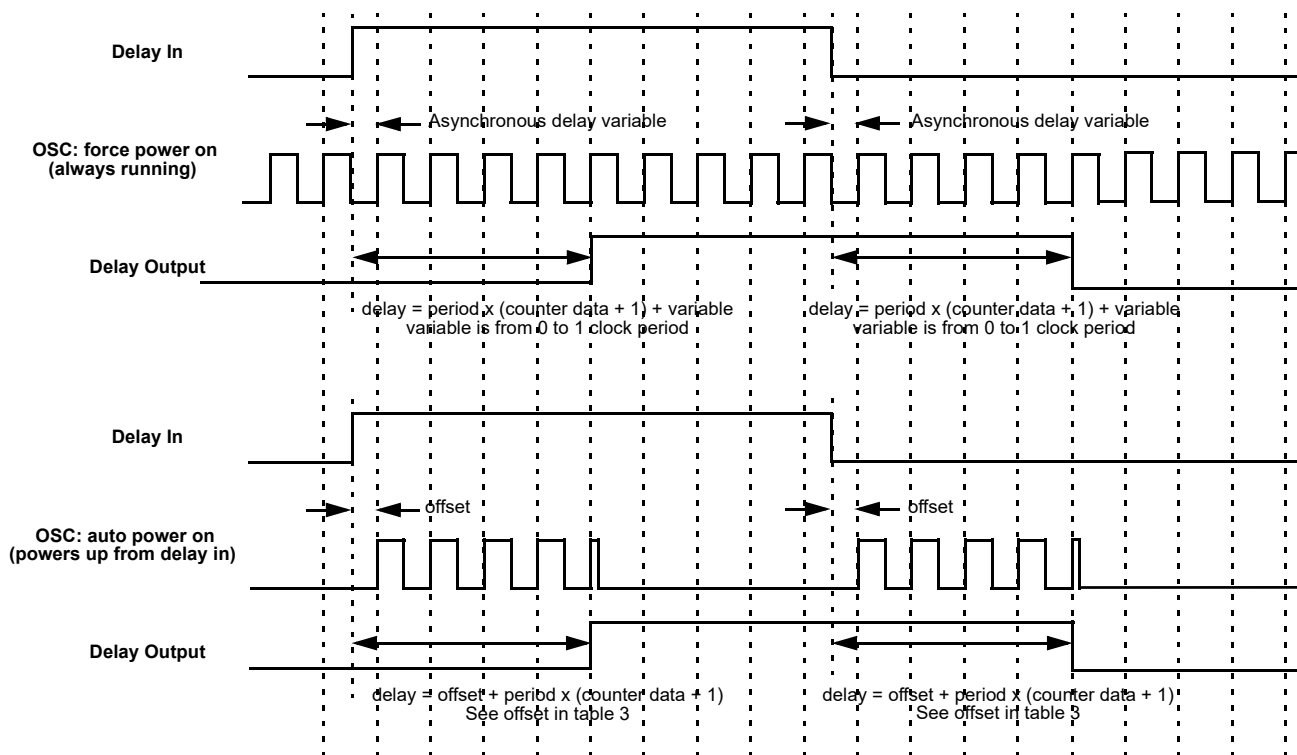 Delay In
Asynchronous delay variable
Asynchronous delay variable
OSC: force power on
(always running)
Delay Output
delay = period x (counter data + 1) + variable
variable is from 0 to 1 clock period
delay = period x (counter data + 1) + variable
variable is from 0 to 1 clock period
Delay In
offset
offset
OSC: auto power on
(powers up from delay in)
Delay Output
delay = offset + period x (counter data + 1)
See offset in table 3
delay = offset + period x (counter data + 1)
See offset in table 3